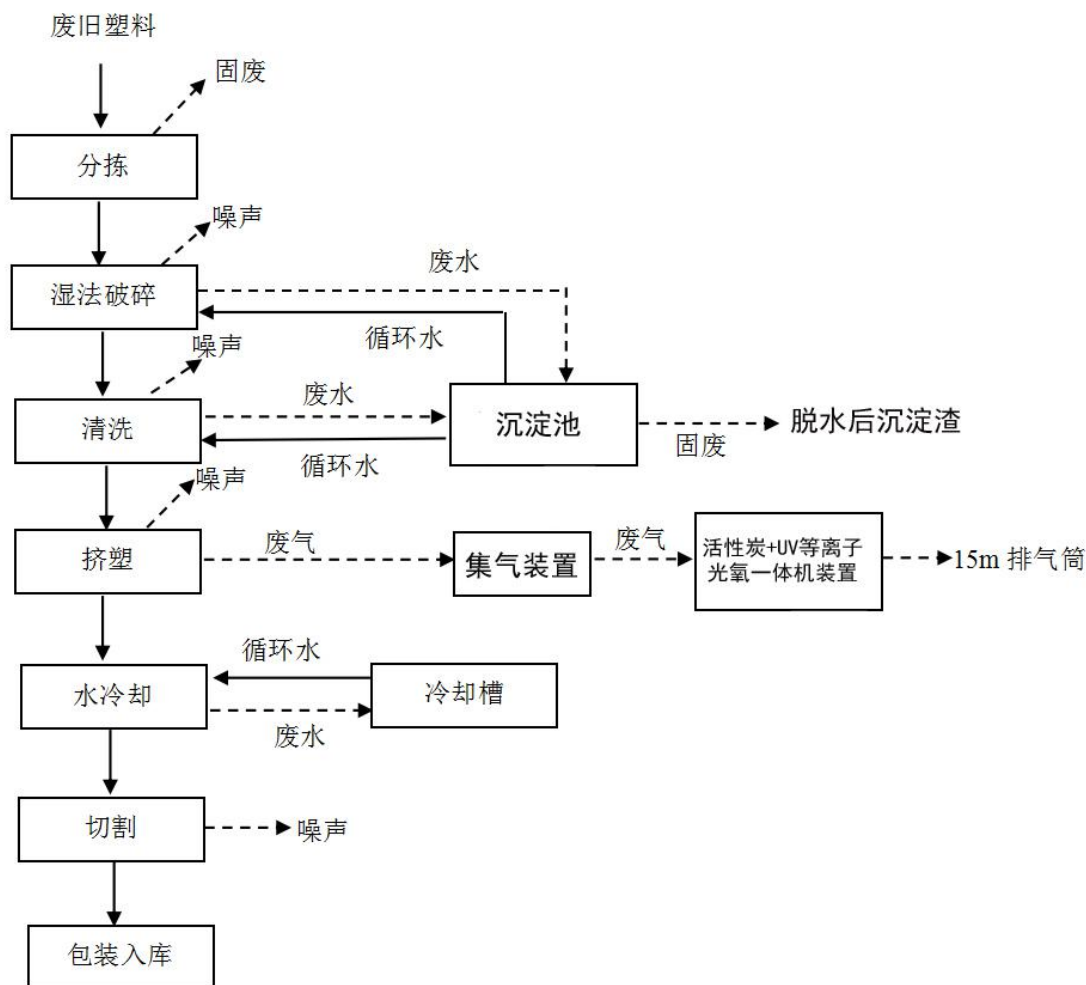 废旧塑料
固废
分拣
噪声
湿法破碎
废水
循环水
噪声
清洗
废水
循环水
沉淀池
固废
脱水后沉淀渣
噪声
挤塑
废气
集气装置
废气
活性炭+UV等离子
光氧一体机装置
15m 排气筒
循环水
水冷却
冷却槽
废水
切割
噪声
包装入库